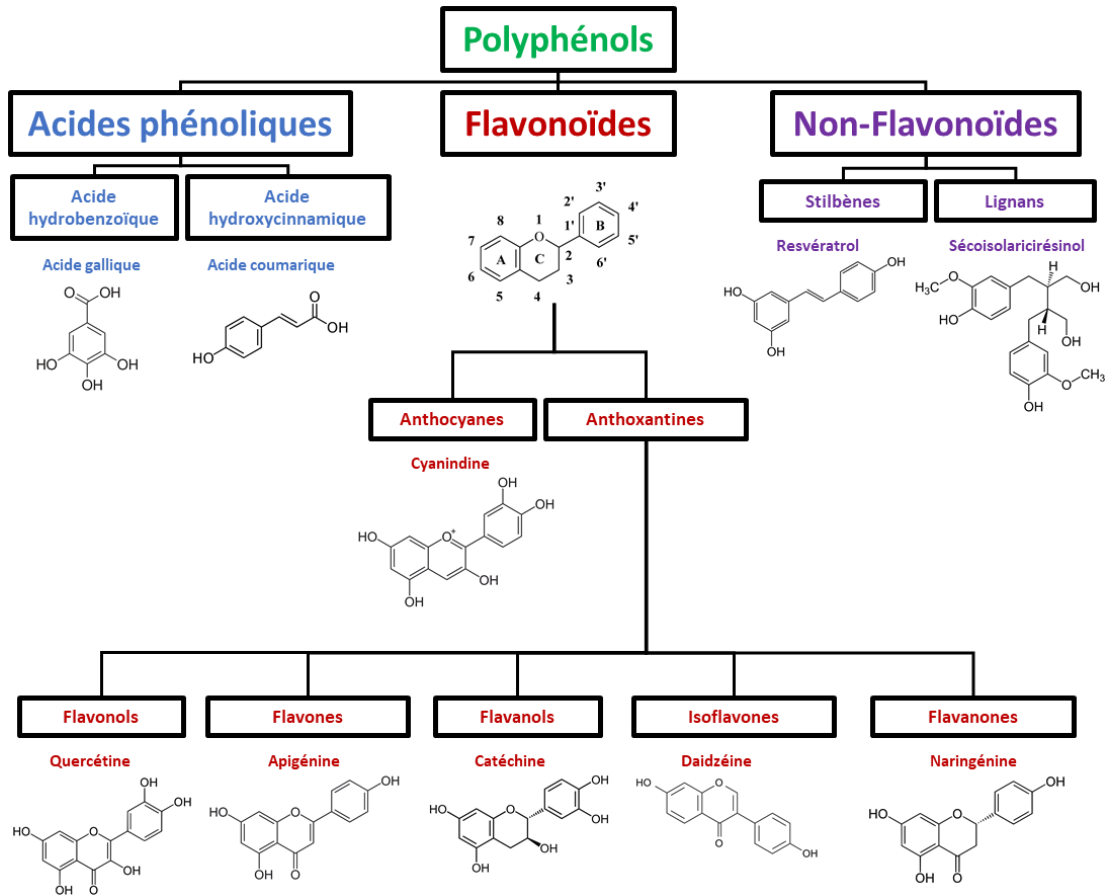 Polyphénols
Acides phénoliques
Flavonoïdes
Non-Flavonoïdes
Acide
hydrobenzoïque
Acide
hydroxycinnamique
Stilbènes
Lignans
Acide gallique
Acide coumarique
Resvératrol
Sécoisolaricirésinol
O
OH
HO
OH
OH
O
OH
HO
8
1
2'
3'
4'
7
O
1'
B
5'
A
C
2
6'
6
3
5
4
OH
HO
OH
H
O
OH
H3C
HO
H
OH
O
CH3
OH
Anthocyanes
Anthoxantines
Cyanindine
OH
OH
HO
O+
OH
OH
Flavonols
Flavones
Flavanols
Isoflavones
Flavanones
Quercétine
Apigénine
Catéchine
Daidzéine
Naringénine
OH
OH
HO
O
OH
OH
O
OH
HO
O
OH
O
OH
HO
O
OH
OH
OH
HO
O
O
OH
OH
HO
O
OH
O